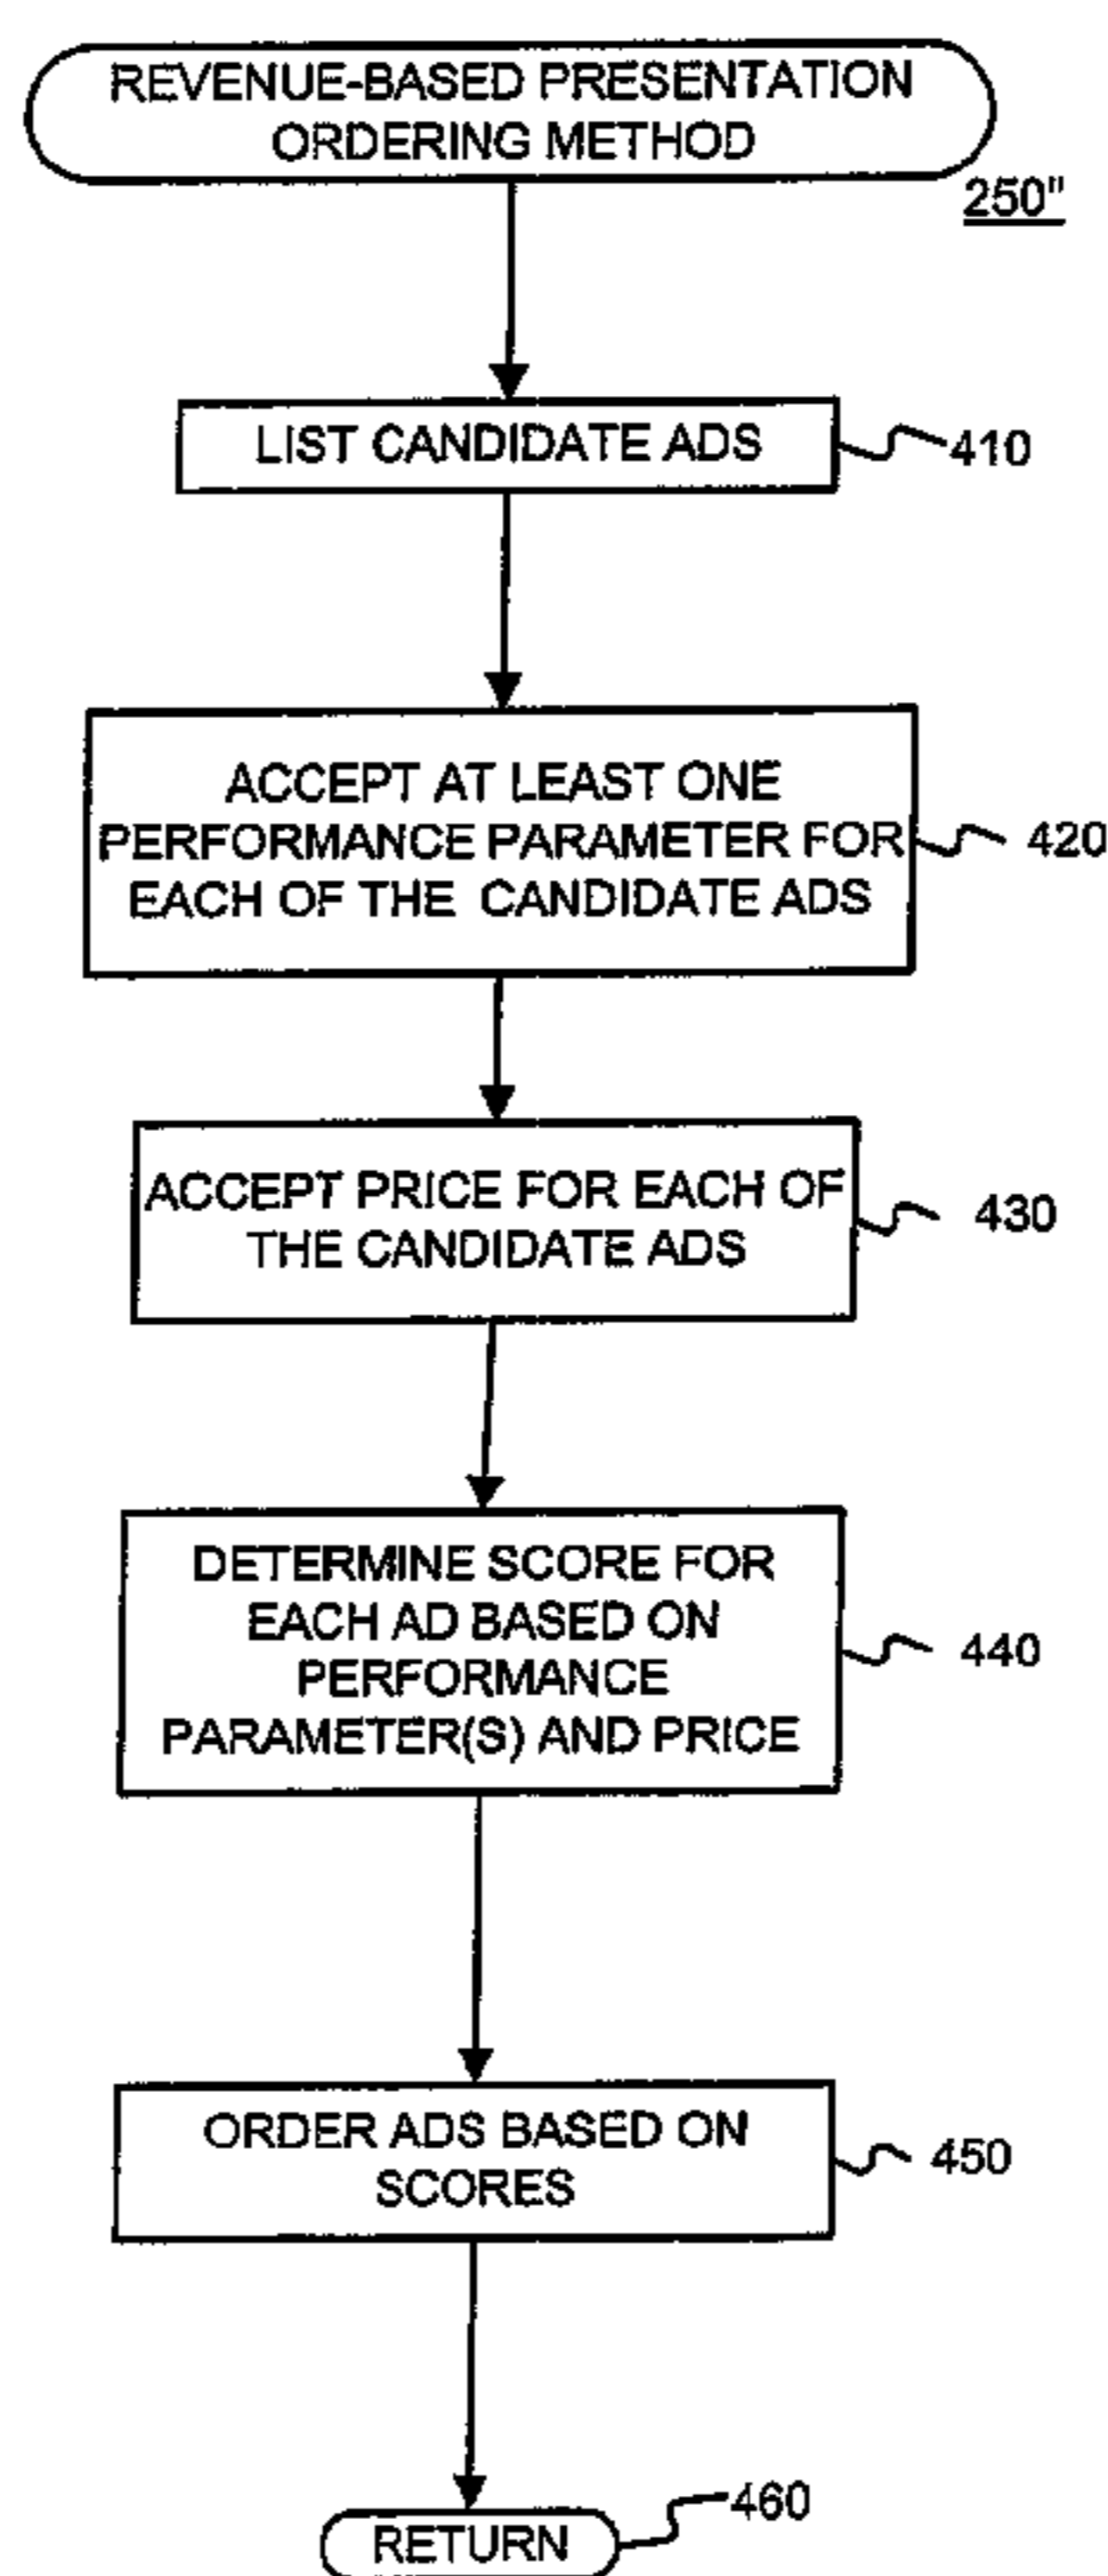 REVENUE-BASED PRESENTATION
ORDERING METHOD
250"
LIST CANDIDATE ADS
410
ACCEPT AT LEAST ONE
PERFORMANCE PARAMETER FOR
EACH OF THE CANDIDATE ADS
420
ACCEPT PRICE FOR EACH OF
THE CANDIDATE ADS
430
DETERMINE SCORE FOR
EACH AD BASED ON
PERFORMANCE
PARAMETER(S) AND PRICE
440
ORDER ADS BASED ON
SCORES
450
RETURN
460